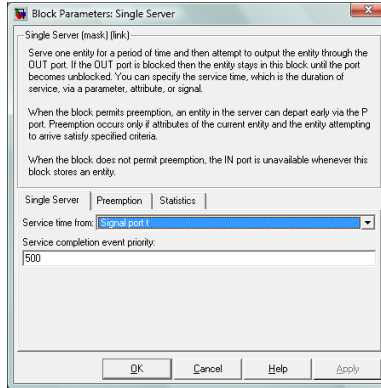 Block Parameters: Single Server
Single Server (mask) (link)
Serve one entity for a period of time and then attempt to output the entity through the
OUT port. If the OUT port is blocked then the entity stays in this block until the port
becomes unblocked. You can specify the service time, which is the duration of
service, via a parameter, attribute, or signal.
When the block permits preemption, an entity in the server can depart early via the P
port. Preemption occurs only if attributes of the current entity and the entity attempting
to arrive satisfy specified criteria.
When the block does not permit preemption, the IN port is unavailable whenever this
block stores an entity.
Single Server Preemption Statistics
Service time from: Signal port t
Service completion event priority:
500
OK Cancel Help Apply